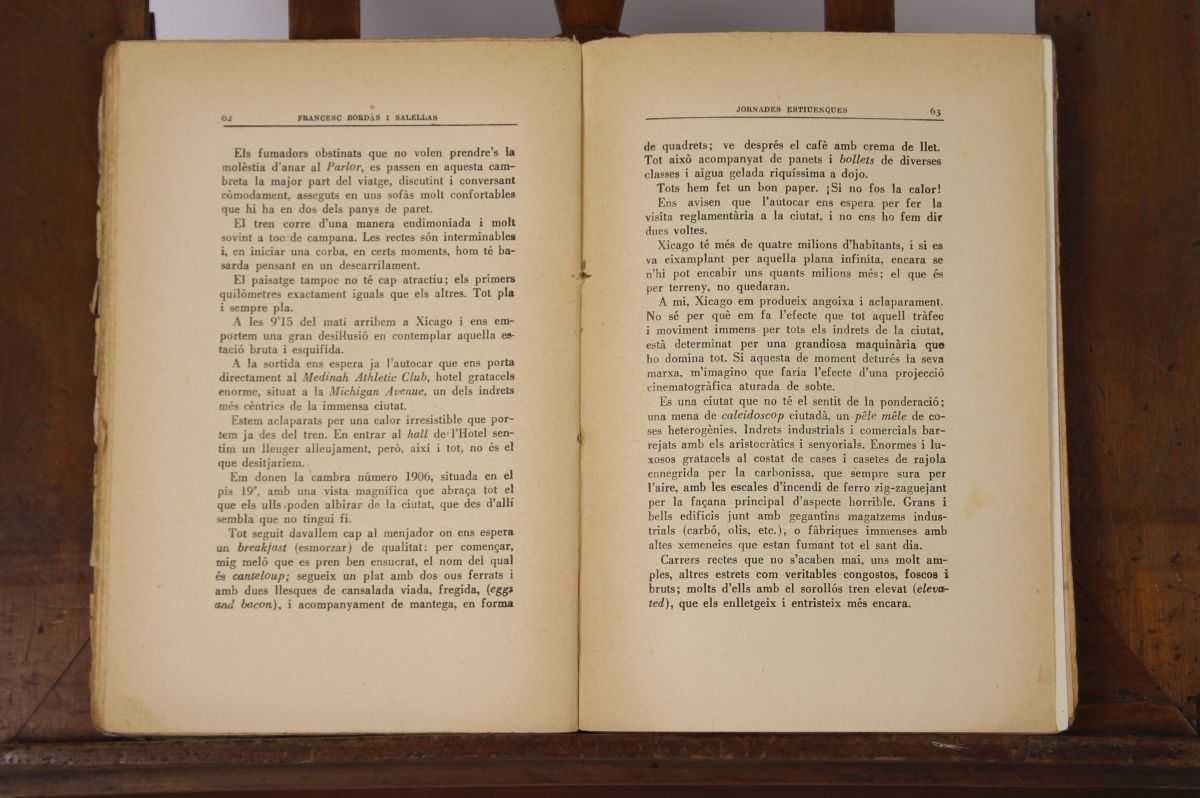 62 FRANCESC BORDÀS I SALELLAS
Els fumadors obstinats que no volen prendre's la
molèstia d'anar al Parlor, es passen en aquesta cam-
breta la major part del viatge, discutint i conversant
còmodament, asseguts en uns sofàs molt confortables
que hi ha en dos dels panys de paret.
El tren corre d'una manera endimoniada i molt
sovint a toc de campana. Les rectes són interminables
i, en iniciar una corba, en certs moments, hom té ba-
sarda pensant en un descarrilament.
El paisatge tampoc no té cap atractiu; els primers
quilòmetres exactament iguals que els altres. Tot pla
i sempre pla.
A les 9'15 del matí arribem a Xicago i ens em-
portem una gran desil·lusió en contemplar aquella es-
tació bruta i esquifida.
A la sortida ens espera ja l'autocar que ens porta
directament al Medinah Athletic Club, hotel gratacels
enorme, situat a la Michigan Avenue, un dels indrets
més cèntrics de la immensa ciutat.
Estem aclaparats per una calor irresistible que por-
tem ja des del tren. En entrar al hall de l'Hotel sen-
tim un lleuger alleujament, però, així i tot, no és el
que desitjaríem.
Em donen la cambra número 1906, situada en el
pis 19è, amb una vista magnífica que abraça tot el
que els ulls poden albirar de la ciutat, que des d'allí
sembla que no tingui fi.
Tot seguit davallem cap al menjador on ens espera
un breakjast (esmorzar) de qualitat: per començar,
mig meló que es pren ben ensucrat, el nom del qual
és canteloup; segueix un plat amb dos ous ferrats i
amb dues llesques de cansalada viada, fregida, (eggs
and bacon), i acompanyament de mantega, en forma
JORNADES ESTIUENQUES 63
de quadrets; ve després el cafè amb crema de llet.
Tot això acompanyat de panets i bollets de diverses
classes i aigua gelada riquíssima a dojo.
Tots hem fet un bon paper. ¡Si no fos la calor!
Ens avisen que l'autocar ens espera per fer la
visita reglamentària a la ciutat, i no ens ho fem dir
dues voltes.
Xicago té més de quatre milions d'habitants, i si es
va eixamplant per aquella plana infinita, encara se
n'hi pot encabir uns quants milions més; el que és
per terreny, no quedaran.
A mi, Xicago em produeix angoixa i aclaparament.
No sé per què em fa l'efecte que tot aquell tràfec
i moviment immens per tots els indrets de la ciutat,
està determinat per una grandiosa maquinària que
ho domina tot. Si aquesta de moment deturés la seva
marxa, m'imagino que faria l'efecte d'una projecció
cinematogràfica aturada de sobte.
Es una ciutat que no té el sentit de la ponderació;
una mena de caleidoscop ciutadà, un pêle mêle de co-
ses heterogènies. Indrets industrials i comercials bar-
rejats amb els aristocràtics i senyorials. Enormes i lu-
xosos gratacels al costat de cases i casetes de rajola
ennegrida per la carbonissa, que sempre sura per
l'aire, amb les escales d'incendi de ferro zig-zaguejant
per la façana principal d'aspecte horrible. Grans i
bells edificis junt amb gegantins magatzems indus-
trials (carbó, olis, etc.), o fàbriques immenses amb
altes xemeneies que estan fumant tot el sant dia.
Carrers rectes que no s'acaben mai, uns molt am-
ples, altres estrets com veritables congostos, foscos i
bruts; molts d'ells amb el sorollós tren elevat (eleva-
ted), que els enlletgeix i entristeix més encara.